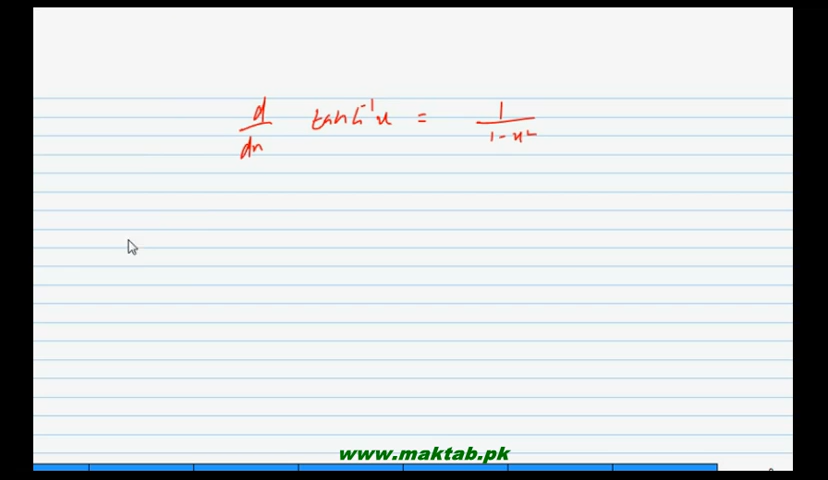 d/dx tanh⁻¹x = 1/(1-x²)
www.maktab.pk